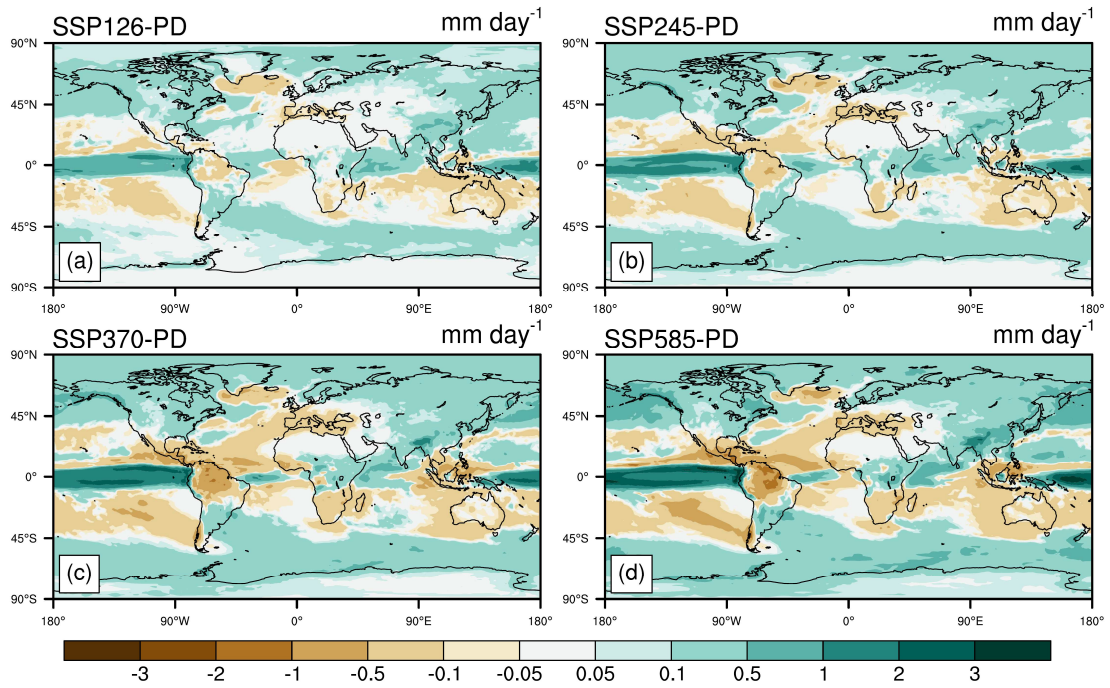 SSP126-PD mm day-1
SSP245-PD mm day-1
90°N
45°N
0°
45°S
90°S
(a)
180° 90°W 0° 90°E 180°
90°N
45°N
0°
45°S
90°S
(b)
180° 90°W 0° 90°E 180°
SSP370-PD mm day-1
SSP585-PD mm day-1
90°N
45°N
0°
45°S
90°S
(c)
180° 90°W 0° 90°E 180°
90°N
45°N
0°
45°S
90°S
(d)
180° 90°W 0° 90°E 180°
-3 -2 -1 -0.5 -0.1 -0.05 0.05 0.1 0.5 1 2 3